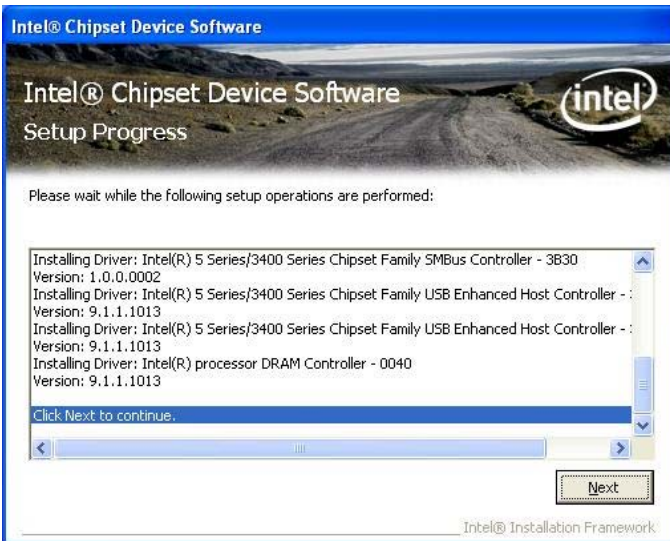 Intel® Chipset Device Software
Intel® Chipset Device Software
intel
Setup Progress
Please wait while the following setup operations are performed:
Installing Driver: Intel(R) 5 Series/3400 Series Chipset Family SMBus Controller - 3B30
Version: 1.0.0.0002
Installing Driver: Intel(R) 5 Series/3400 Series Chipset Family USB Enhanced Host Controller -
Version: 9.1.1.1013
Installing Driver: Intel(R) 5 Series/3400 Series Chipset Family USB Enhanced Host Controller -
Version: 9.1.1.1013
Installing Driver: Intel(R) processor DRAM Controller - 0040
Version: 9.1.1.1013
Click Next to continue.
Next
Intel® Installation Framework